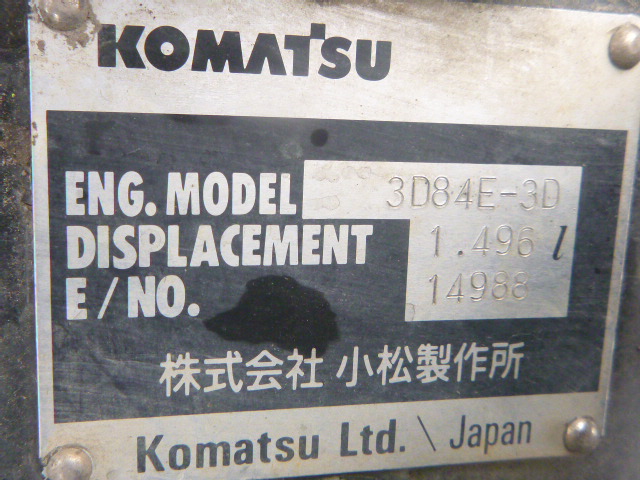 KOMATSU
ENG. MODEL 3D84E-3D
DISPLACEMENT 1.496 l
E / NO. 14988
株式会社 小松製作所
Komatsu Ltd. \ Japan